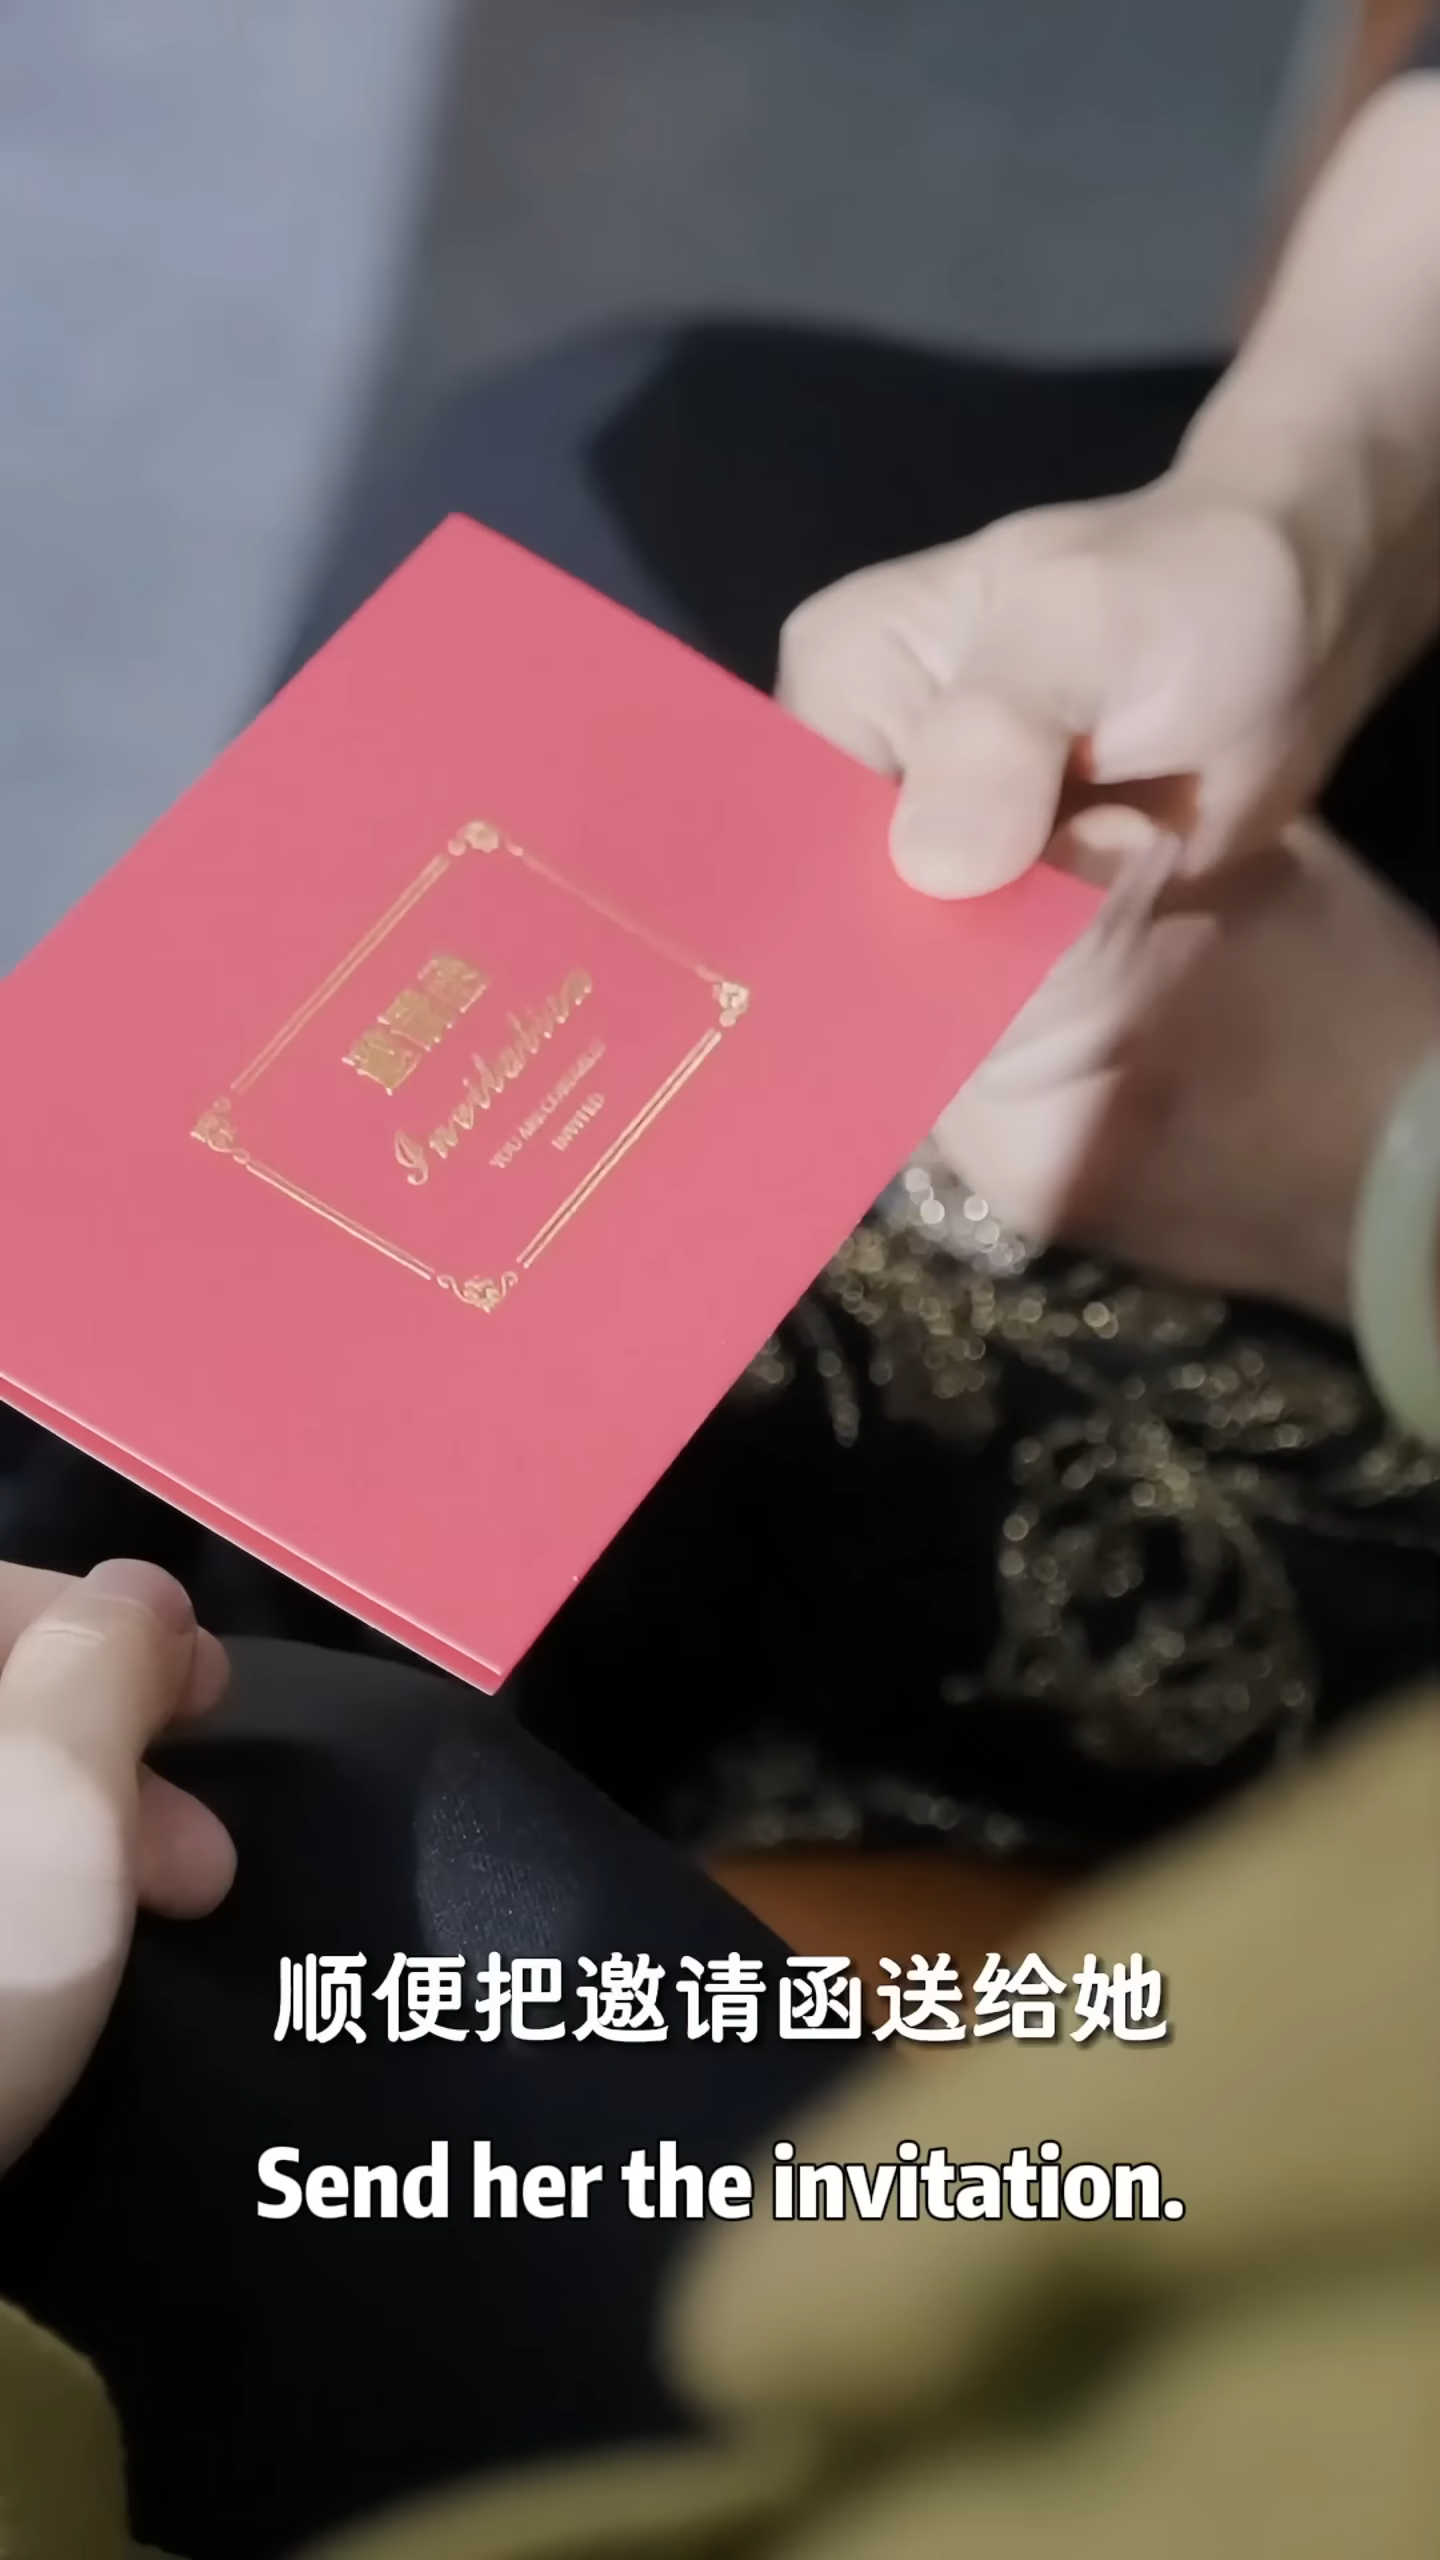 邀请函
Invitation
YOU ARE CORDIALLY
INVITED
顺便把邀请函送给她
Send her the invitation.